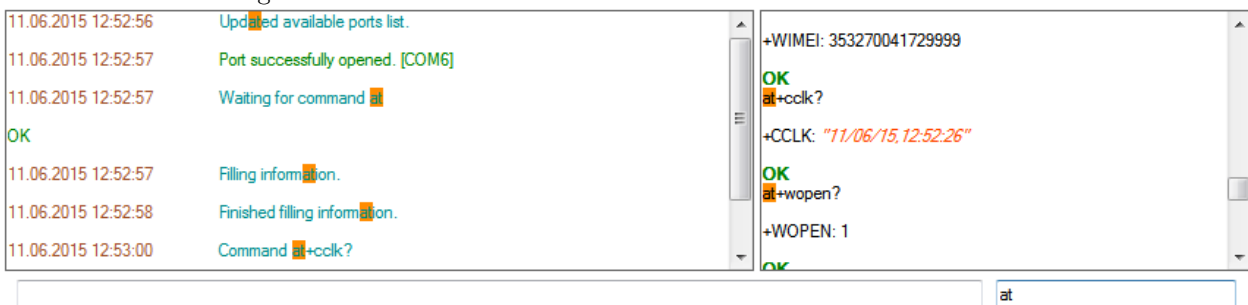 11.06.2015 12:52:56 Updated available ports list.
11.06.2015 12:52:57 Port successfully opened. [COM6]
11.06.2015 12:52:57 Waiting for command at
OK
11.06.2015 12:52:57 Filling information.
11.06.2015 12:52:58 Finished filling information.
11.06.2015 12:53:00 Command at+cclk?
+WIMEI: 353270041729999
OK
at+cclk?
+CCLK: "11/06/15,12:52:26"
OK
at+wopen?
+WOPEN: 1
OK
at